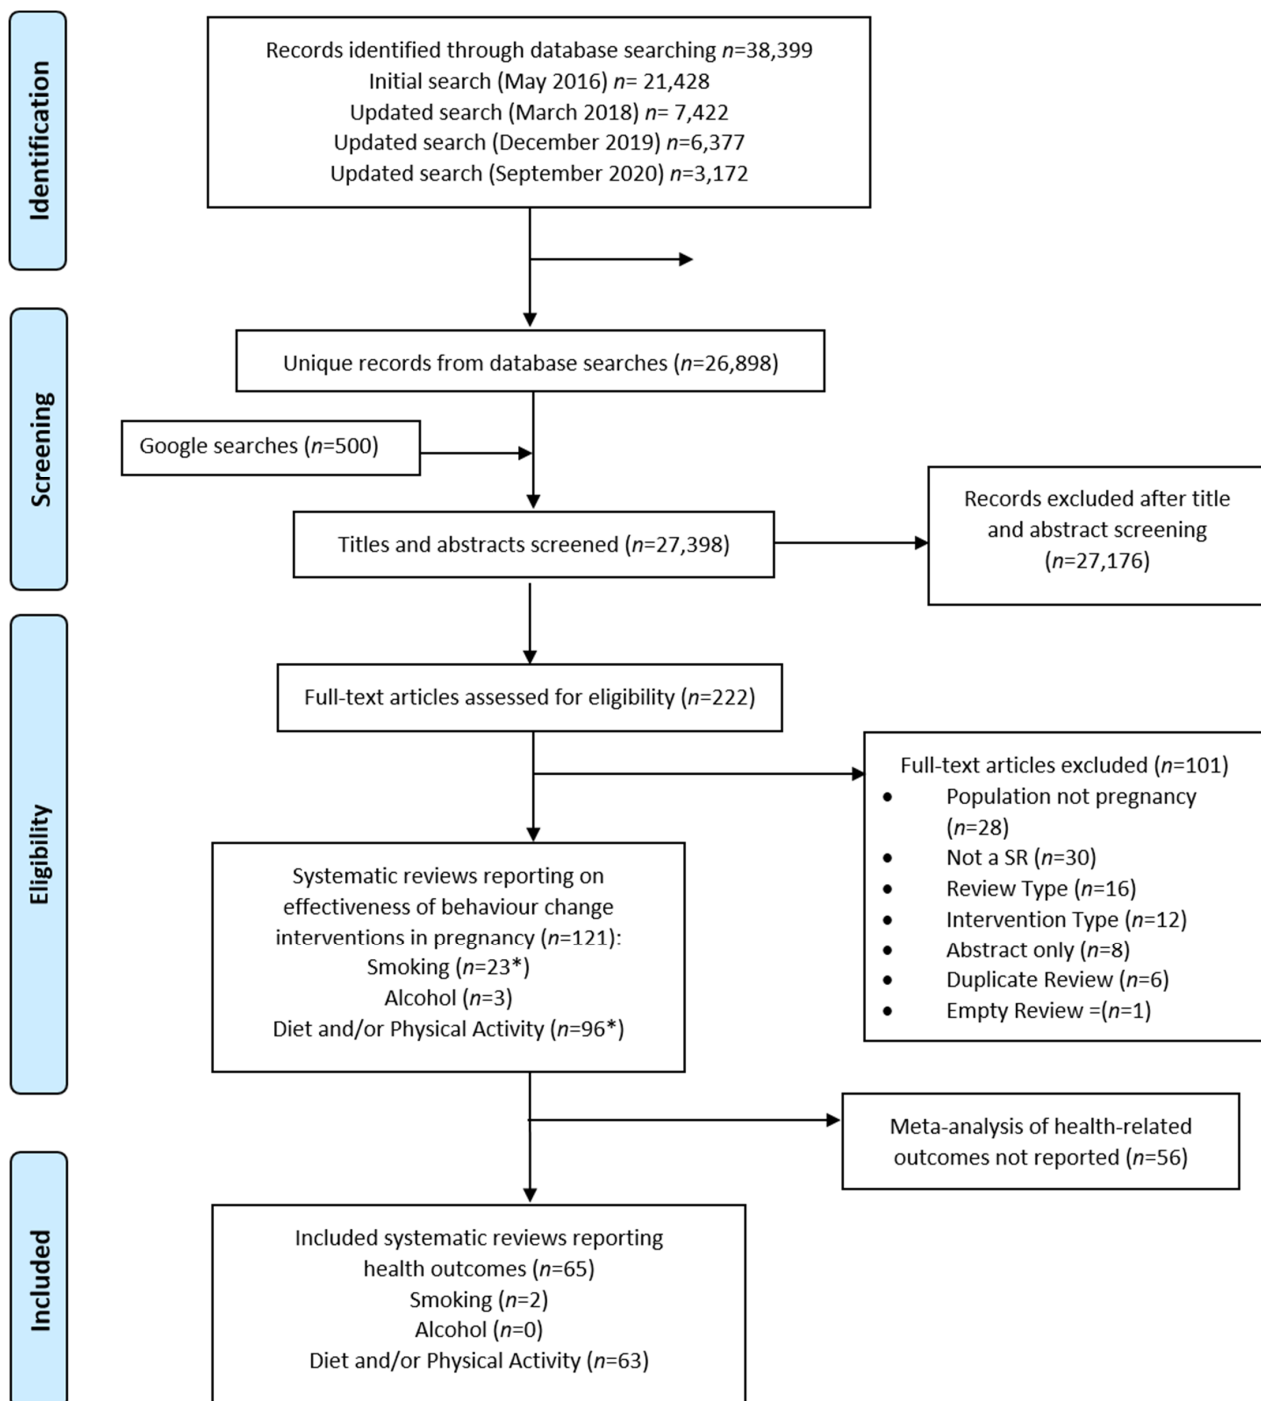 Identification
Records identified through database searching n=38,399
Initial search (May 2016) n= 21,428
Updated search (March 2018) n= 7,422
Updated search (December 2019) n=6,377
Updated search (September 2020) n=3,172
Screening
Unique records from database searches (n=26,898)
Google searches (n=500)
Titles and abstracts screened (n=27,398)
Records excluded after title
and abstract screening
(n=27,176)
Eligibility
Full-text articles assessed for eligibility (n=222)
Full-text articles excluded (n=101)
• Population not pregnancy
(n=28)
• Not a SR (n=30)
• Review Type (n=16)
• Intervention Type (n=12)
• Abstract only (n=8)
• Duplicate Review (n=6)
• Empty Review =(n=1)
Systematic reviews reporting on
effectiveness of behaviour change
interventions in pregnancy (n=121):
Smoking (n=23*)
Alcohol (n=3)
Diet and/or Physical Activity (n=96*)
Meta-analysis of health-related
outcomes not reported (n=56)
Included
Included systematic reviews reporting
health outcomes (n=65)
Smoking (n=2)
Alcohol (n=0)
Diet and/or Physical Activity (n=63)